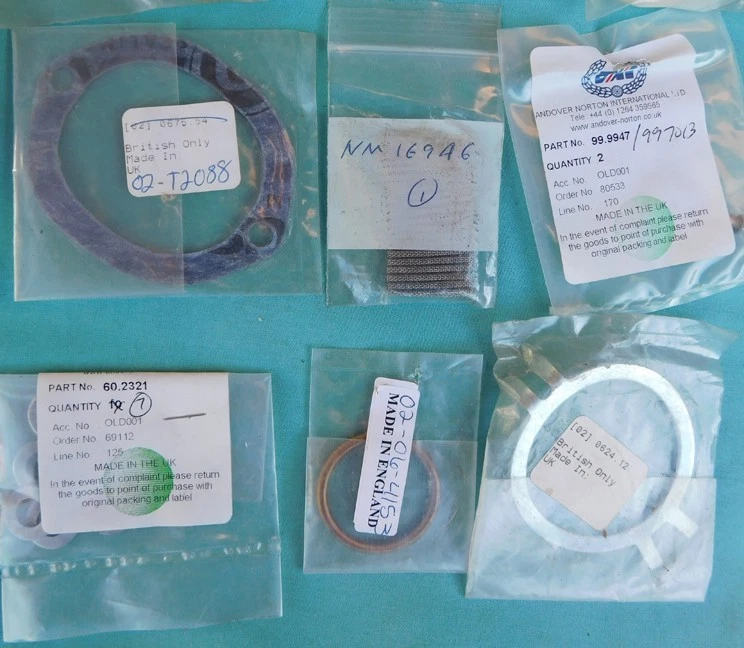 [02] 0676.54
British Only
Made In
UK
02-T2088
NM 16946
1
ANDOVER NORTON INTERNATIONAL LTD
Tele +44 (0) 1264 359565
www.andover-norton.co.uk
PART No. 99.9947/997013
QUANTITY 2
Acc. No. OLD001
Order No 80533
Line No. 170
MADE IN THE UK
In the event of complaint please return
the goods to point of purchase with
original packing and label
PART No. 60.2321
QUANTITY 7
Acc. No OLD001
Order No 69112
Line No 125
MADE IN THE UK
In the event of complaint please return
the goods to point of purchase with
original packing and label
02-06-4153
MADE IN ENGLAND
[02] 0624.12
British Only
Made In.
UK